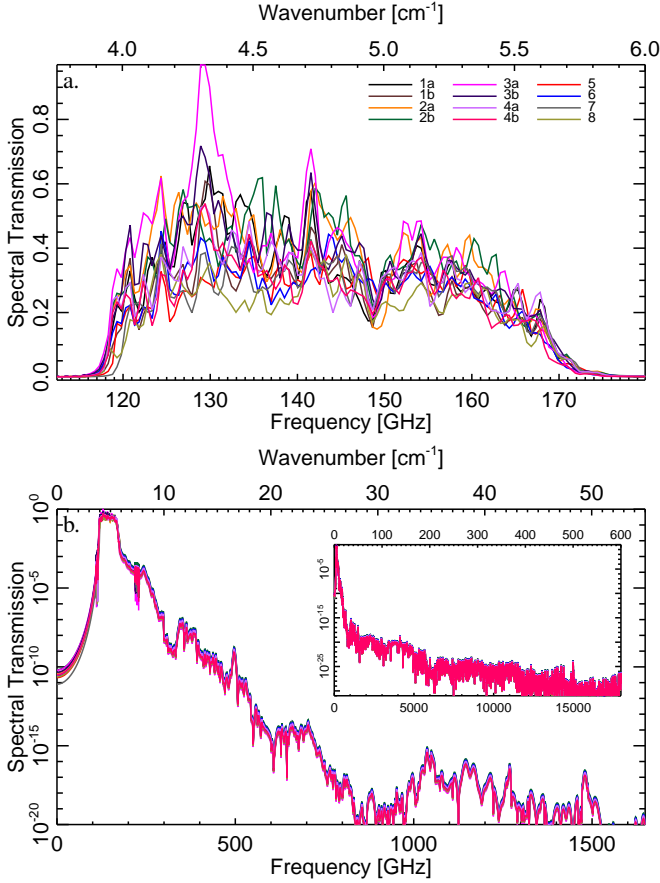 Wavenumber [cm-1]
4.0 4.5 5.0 5.5 6.0
a.
1a 3a 5
1b 3b 6
2a 4a 7
2b 4b 8
Spectral Transmission
0.8
0.6
0.4
0.2
0.0
120 130 140 150 160 170
Frequency [GHz]
Wavenumber [cm-1]
0 10 20 30 40 50
b.
Spectral Transmission
10^0
10^-5
10^-10
10^-15
10^-20
0 100 200 300 400 500 600
10^-5
10^-15
10^-25
0 5000 10000 15000
0 500 1000 1500
Frequency [GHz]